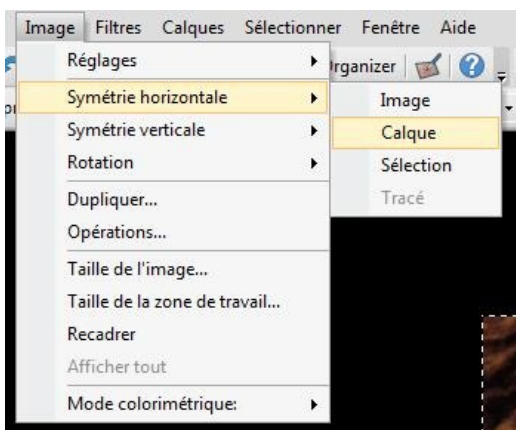 Image Filtres Calques Sélectionner Fenêtre Aide
Réglages
rganizer
Symétrie horizontale
Image
Symétrie verticale
Calque
Rotation
Sélection
Dupliquer...
Tracé
Opérations...
Taille de l'image...
Taille de la zone de travail...
Recadrer
Afficher tout
Mode colorimétrique: